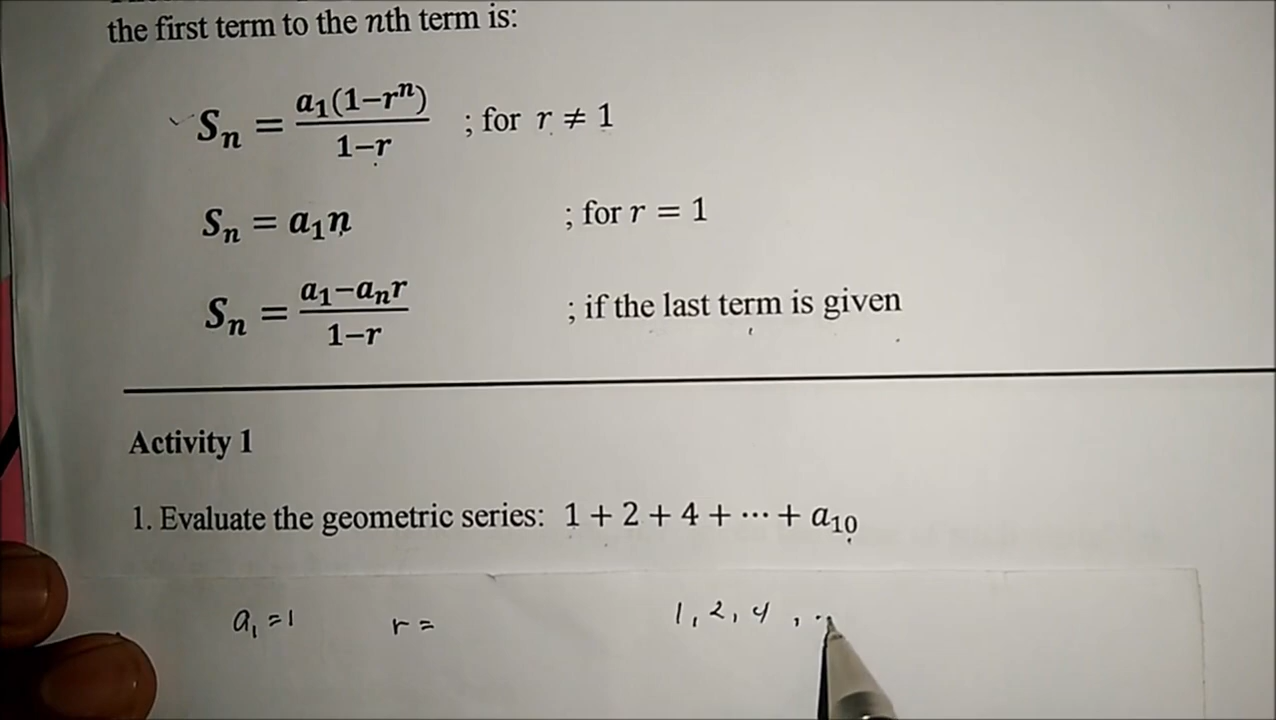 the first term to the nth term is:
Sₙ = a₁(1−rⁿ) / 1−r ; for r ≠ 1
Sₙ = a₁n ; for r = 1
Sₙ = a₁−aₙr / 1−r ; if the last term is given
Activity 1
1. Evaluate the geometric series: 1 + 2 + 4 + ⋯ + a₁₀
a₁ = 1 r = 1, 2, 4, ..